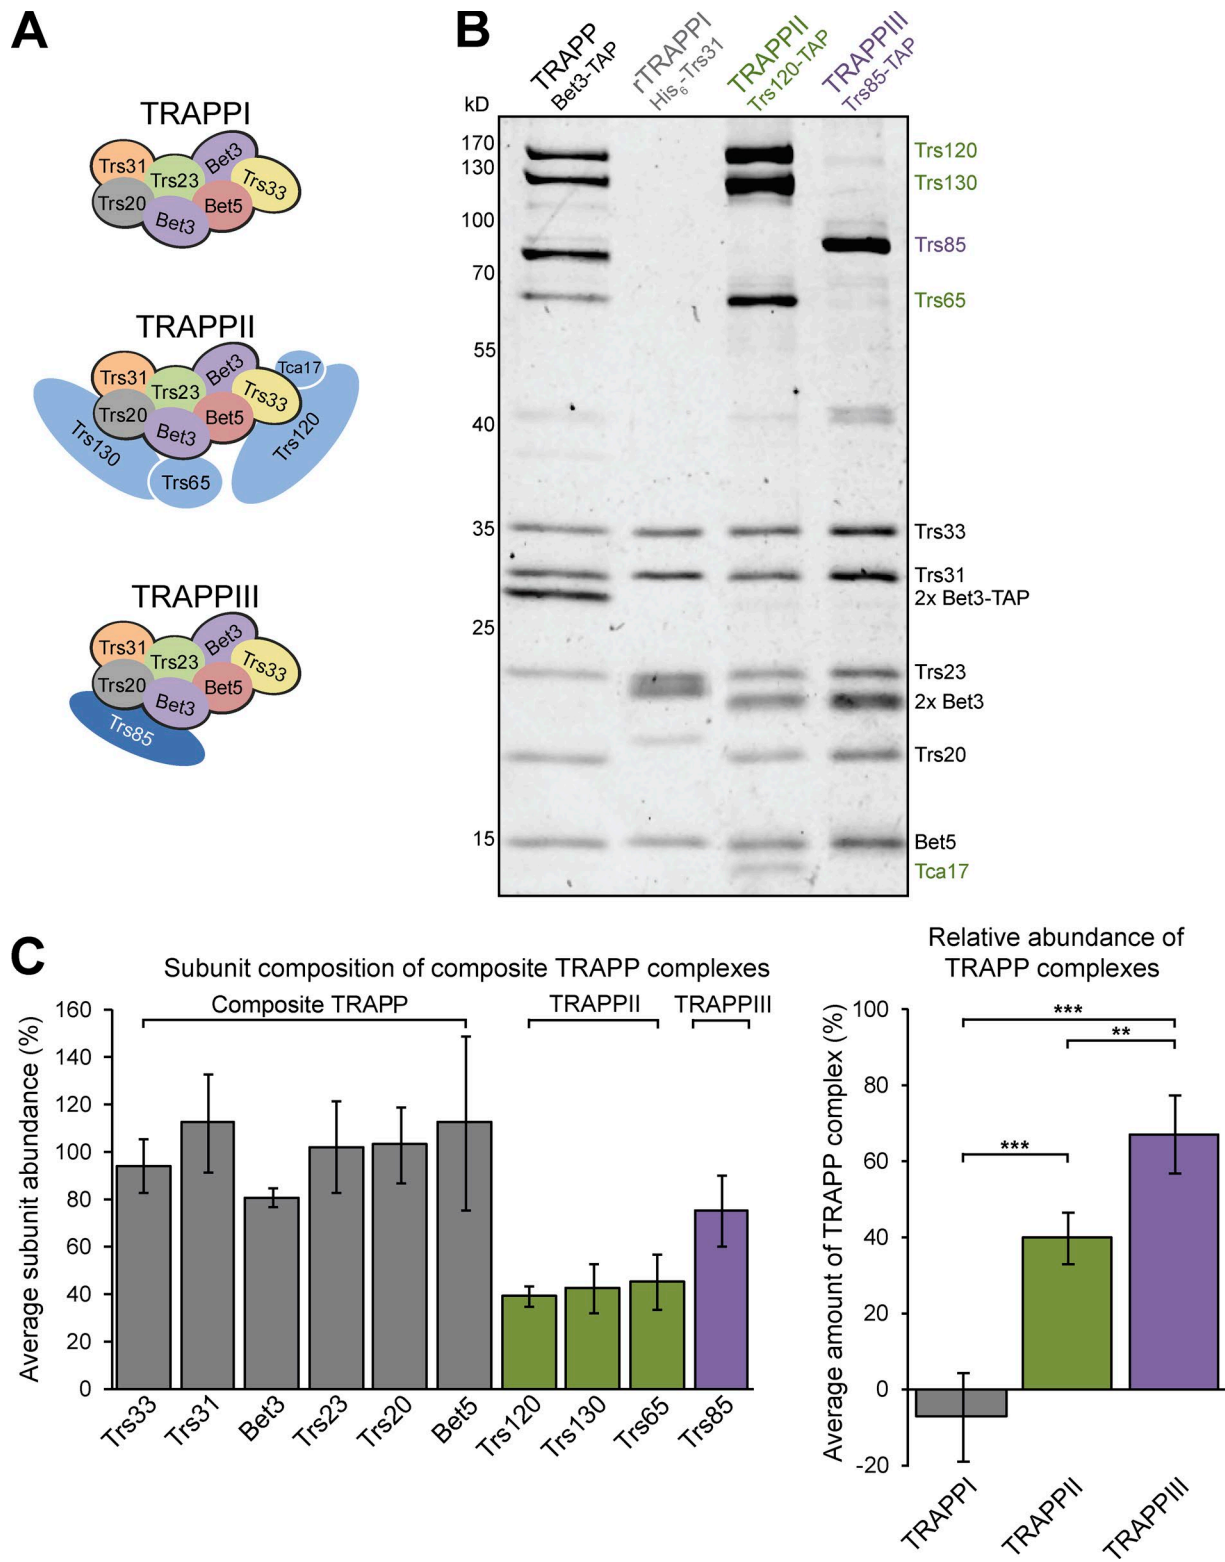 A
TRAPPI
Trs31
Trs23
Bet3
Trs33
Trs20
Bet3
Bet5
TRAPPII
Trs31
Trs23
Bet3
Tca17
Trs33
Trs20
Bet3
Bet5
Trs130
Trs65
Trs120
TRAPPIII
Trs31
Trs23
Bet3
Trs33
Trs20
Bet3
Bet5
Trs85
B
TRAPP
Bet3-TAP
rTRAPPI
His6-Trs31
TRAPPII
Trs120-TAP
TRAPPIII
Trs85-TAP
kD
170
130
100
70
55
40
35
25
15
Trs120
Trs130
Trs85
Trs65
Trs33
Trs31
2x Bet3-TAP
Trs23
2x Bet3
Trs20
Bet5
Tca17
C
Subunit composition of composite TRAPP complexes
Composite TRAPP
TRAPPII
TRAPPIII
Average subunit abundance (%)
160
140
120
100
80
60
40
20
0
Trs33
Trs31
Bet3
Trs23
Trs20
Bet5
Trs120
Trs130
Trs65
Trs85
Relative abundance of
TRAPP complexes
Average amount of TRAPP complex (%)
100
80
60
40
20
0
-20
***
**
***
TRAPPI
TRAPPII
TRAPPIII